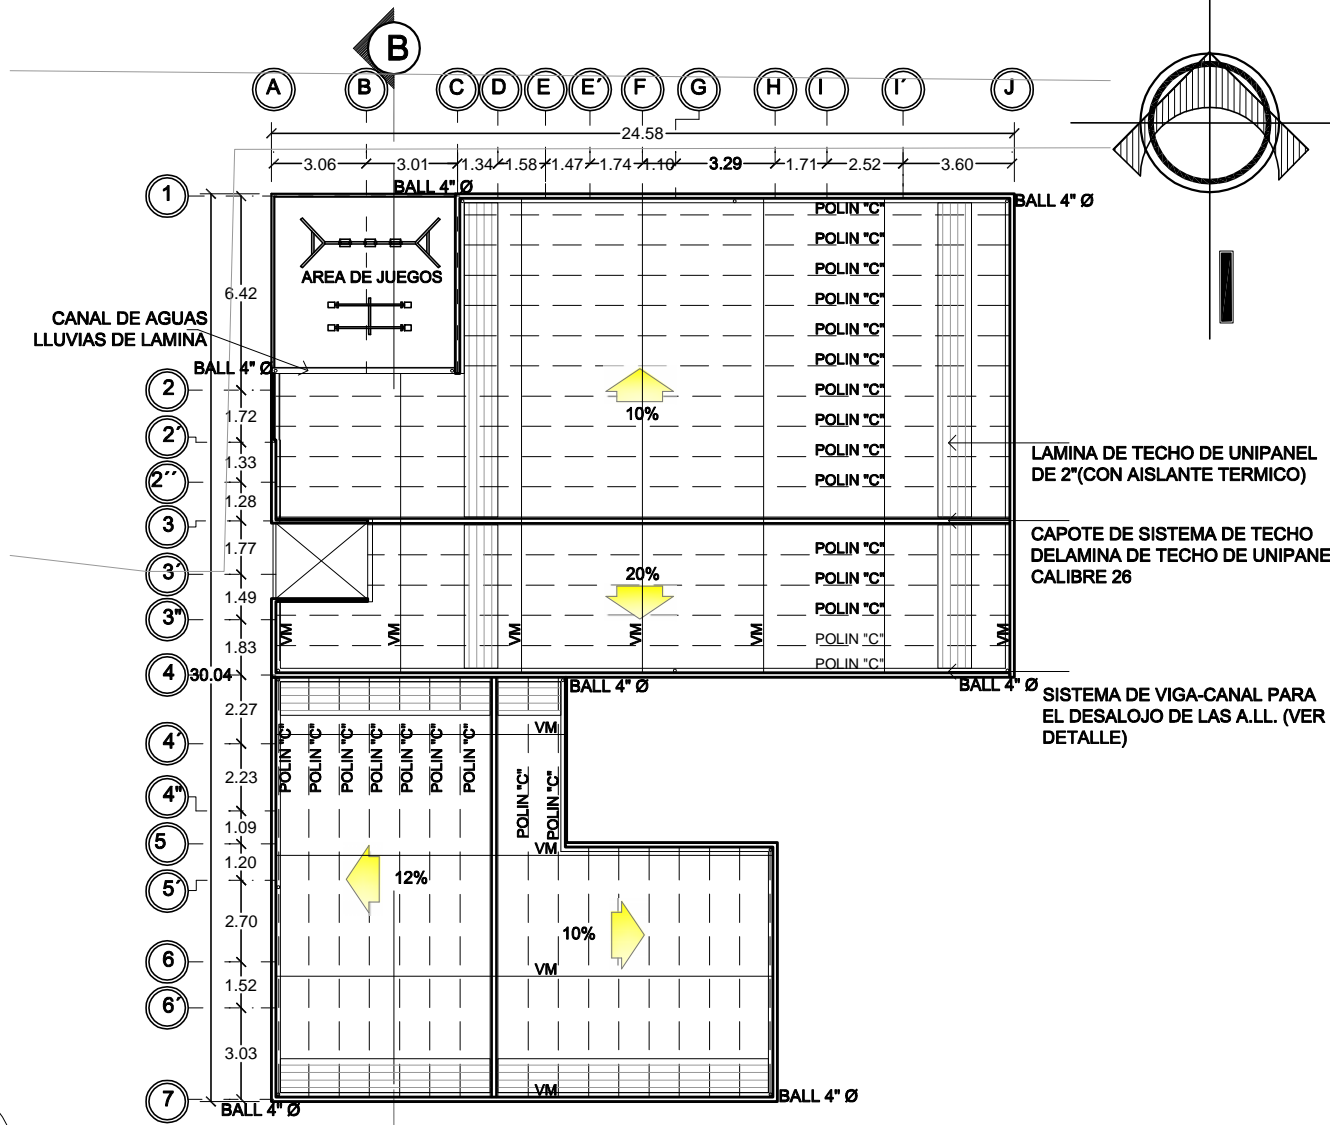 B
A B C D E E´ F G H I I´ J
24.58
3.06 3.01 1.34 1.58 1.47 1.74 1.10 3.29 1.71 2.52 3.60
BALL 4" Ø
BALL 4" Ø
1
POLIN "C"
POLIN "C"
POLIN "C"
POLIN "C"
POLIN "C"
POLIN "C"
POLIN "C"
POLIN "C"
POLIN "C"
POLIN "C"
AREA DE JUEGOS
6.42
CANAL DE AGUAS
LLUVIAS DE LAMINA
BALL 4" Ø
2
10%
1.72
2´
1.33
2´´
1.28
LAMINA DE TECHO DE UNIPANEL
DE 2"(CON AISLANTE TERMICO)
3
1.77
CAPOTE DE SISTEMA DE TECHO
DELAMINA DE TECHO DE UNIPANE
CALIBRE 26
3´
20%
1.49
3"
1.83
POLIN "C"
POLIN "C"
POLIN "C"
POLIN "C"
POLIN "C"
VM VM VM VM VM VM
4
30.04
BALL 4" Ø
BALL 4" Ø
SISTEMA DE VIGA-CANAL PARA
EL DESALOJO DE LAS A.LL. (VER
DETALLE)
2.27
4´
2.23
4"
1.09
5
1.20
5´
2.70
6
1.52
6´
3.03
7
POLIN "C" POLIN "C" POLIN "C" POLIN "C" POLIN "C" POLIN "C" POLIN "C"
VM
POLIN "C" POLIN "C"
VM
12%
10%
VM
VM
BALL 4" Ø
BALL 4" Ø